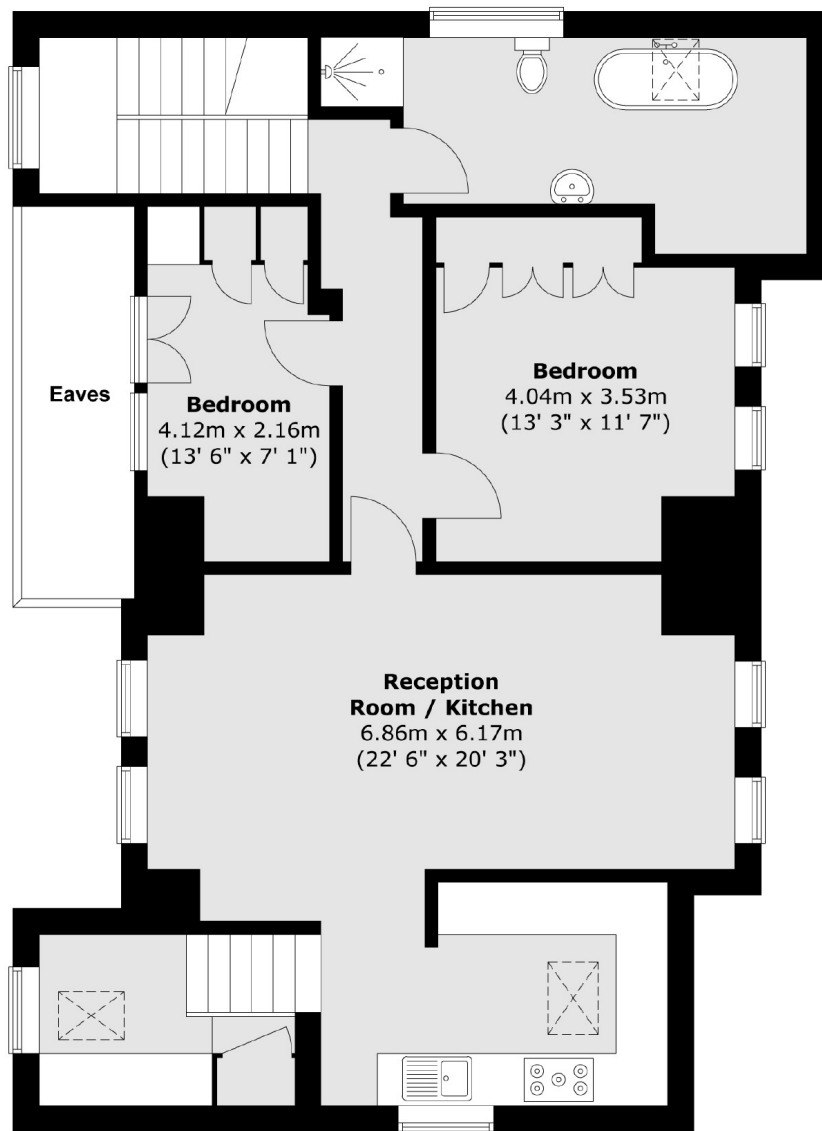 Eaves
Bedroom
4.12m x 2.16m
(13' 6" x 7' 1")
Bedroom
4.04m x 3.53m
(13' 3" x 11' 7")
Reception
Room / Kitchen
6.86m x 6.17m
(22' 6" x 20' 3")